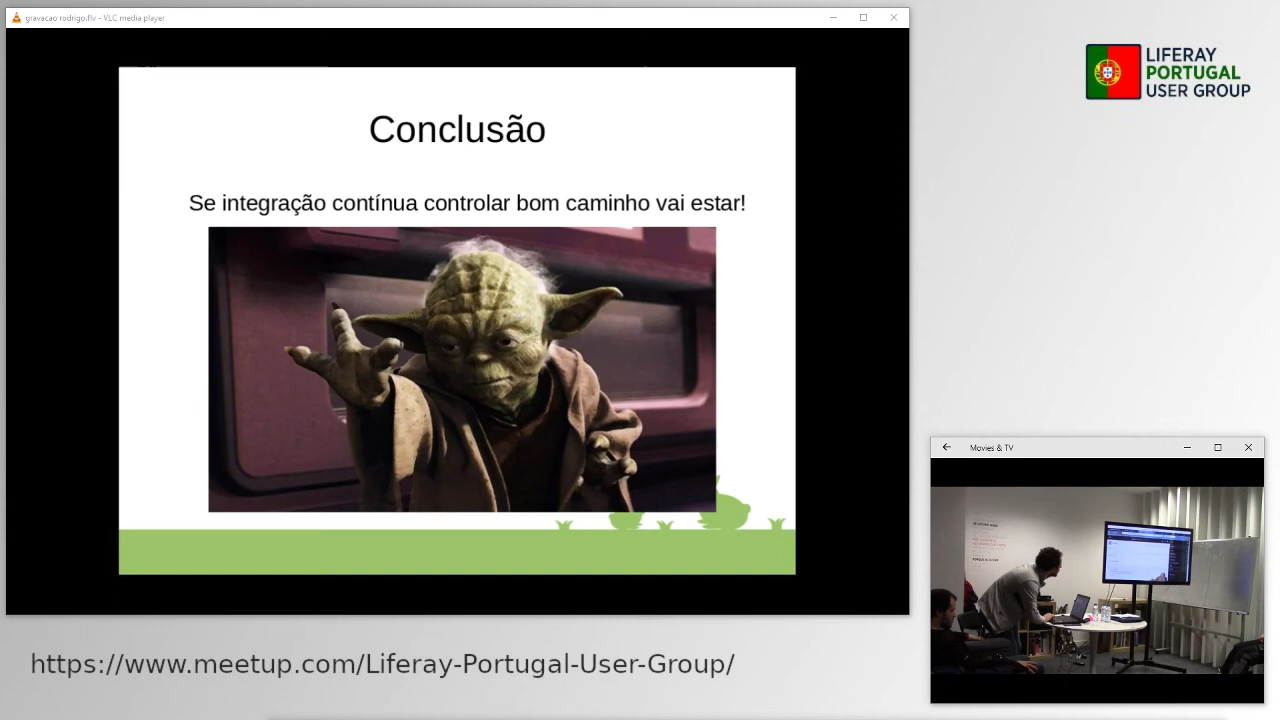 gravacao rodrigo.flv - VLC media player
LIFERAY
PORTUGAL
USER GROUP
Conclusão
Se integração contínua controlar bom caminho vai estar!
Movies & TV
https://www.meetup.com/Liferay-Portugal-User-Group/